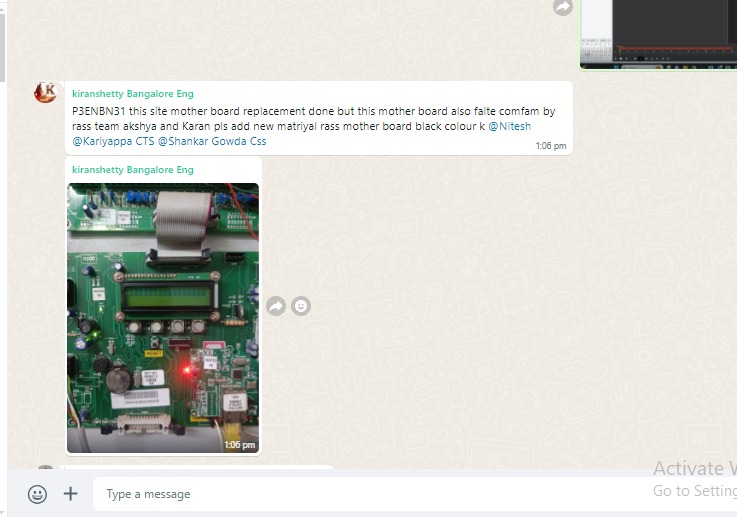 kiranshetty Bangalore Eng
P3ENBN31 this site mother board replacement done but this mother board also falte comfam by
rass team akshya and Karan pls add new matriyal rass mother board black colour k @Nitesh
@Kariyappa CTS @Shankar Gowda Css
1:06 pm
kiranshetty Bangalore Eng
RESET
1:06 pm
Type a message
Activate W
Go to Setting